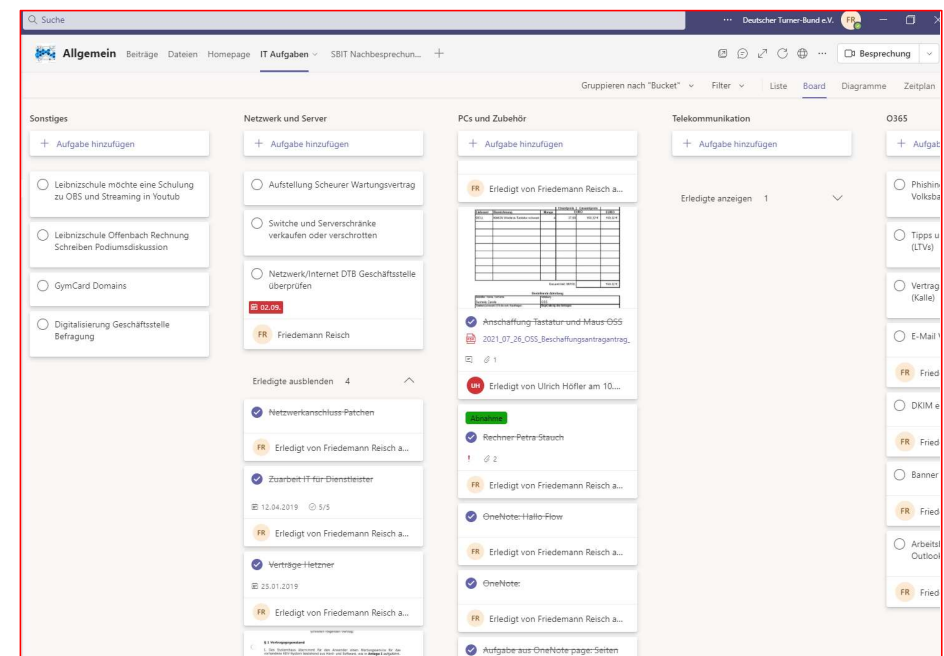 Suche
Deutscher Turner-Bund e.V. FR
Allgemein Beiträge Dateien Homepage IT Aufgaben SBIT Nachbesprechun... Besprechung
Gruppieren nach "Bucket" Filter Liste Board Diagramme Zeitplan
Sonstiges
+ Aufgabe hinzufügen
Leibnizschule möchte eine Schulung
zu OBS und Streaming in Youtub
Leibnizschule Offenbach Rechnung
Schreiben Podiumsdiskussion
GymCard Domains
Digitalisierung Geschäftsstelle
Befragung
Netzwerk und Server
+ Aufgabe hinzufügen
Aufstellung Scheurer Wartungsvertrag
Switche und Serverschränke
verkaufen oder verschrotten
Netzwerk/Internet DTB Geschäftsstelle
überprüfen
02.09.
FR Friedemann Reisch
Erledigte ausblenden 4
Netzwerkanschluss Patchen
FR Erledigt von Friedemann Reisch a...
Zuarbeit IT für Dienstleister
12.04.2019 5/5
FR Erledigt von Friedemann Reisch a...
Verträge Hetzner
25.01.2019
FR Erledigt von Friedemann Reisch a...
PCs und Zubehör
+ Aufgabe hinzufügen
FR Erledigt von Friedemann Reisch a...
Anschaffung Tastatur und Maus OSS
2021_07_26_OSS_Beschaffungsantragantrag_
1
UH Erledigt von Ulrich Höfler am 10....
Abnahme
Rechner Petra Stauch
! 2
FR Erledigt von Friedemann Reisch a...
OneNote: Hallo Flow
FR Erledigt von Friedemann Reisch a...
OneNote:
FR Erledigt von Friedemann Reisch a...
Aufgabe aus OneNote page: Seiten
Telekommunikation
+ Aufgabe hinzufügen
Erledigte anzeigen 1
O365
+ Aufgab
Phishin
Volksba
Tipps u
(LTVs)
Vertrag
(Kalle)
E-Mail
FR Fried
DKIM e
FR Fried
Banner
FR Fried
Arbeits
Outloo
FR Fried